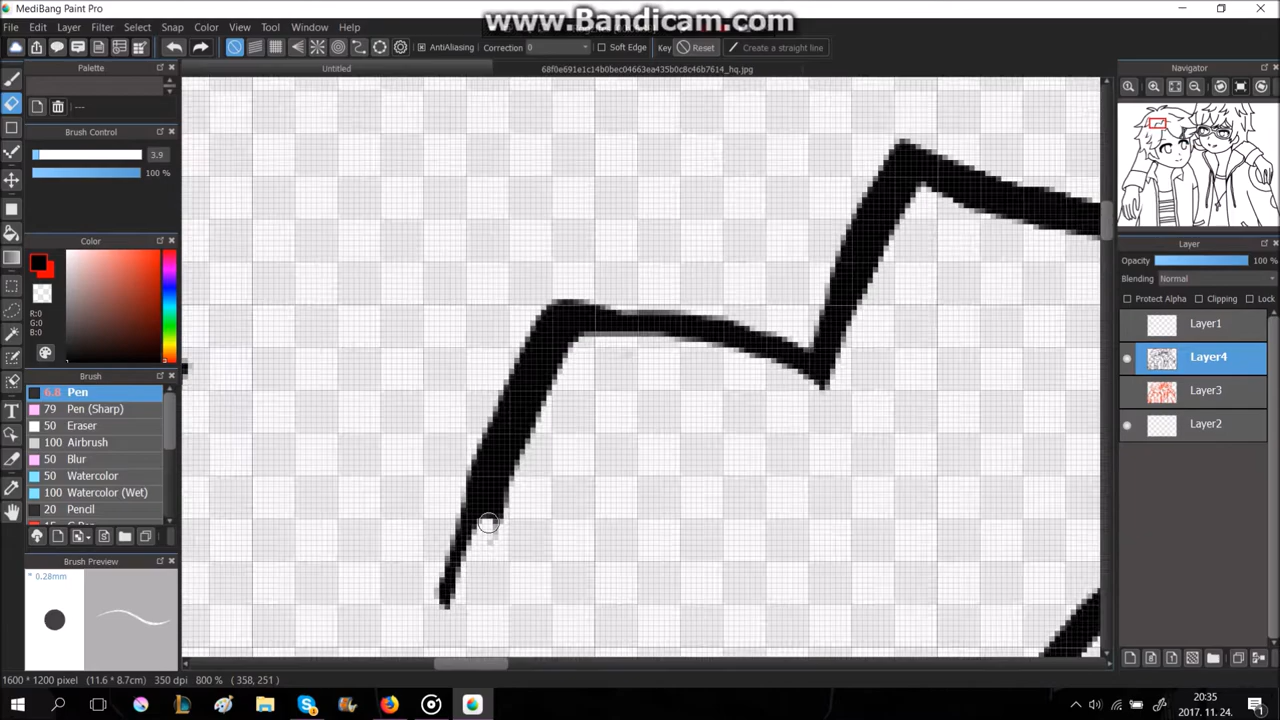 MediBang Paint Pro
www.Bandicam.com
File Edit Layer Filter Select Snap Color View Tool Window Help
AntiAliasing Correction 0 Soft Edge Key Reset Create a straight line
Palette
Untitled
68f0e691e1c14b0bec04663ea435b0c8c46b7614_hq.jpg
Navigator
---
Brush Control
3.9
100 %
Color
R:0
G:0
B:0
Layer
Opacity 100 %
Blending Normal
Protect Alpha Clipping Lock
Layer1
Layer4
Layer3
Layer2
Brush
6.8 Pen
79 Pen (Sharp)
50 Eraser
100 Airbrush
50 Blur
50 Watercolor
100 Watercolor (Wet)
20 Pencil
Brush Preview
0.28mm
1600 * 1200 pixel (11.6 * 8.7cm) 350 dpi 800 % ( 358, 251 )
20:35
2017. 11. 24.